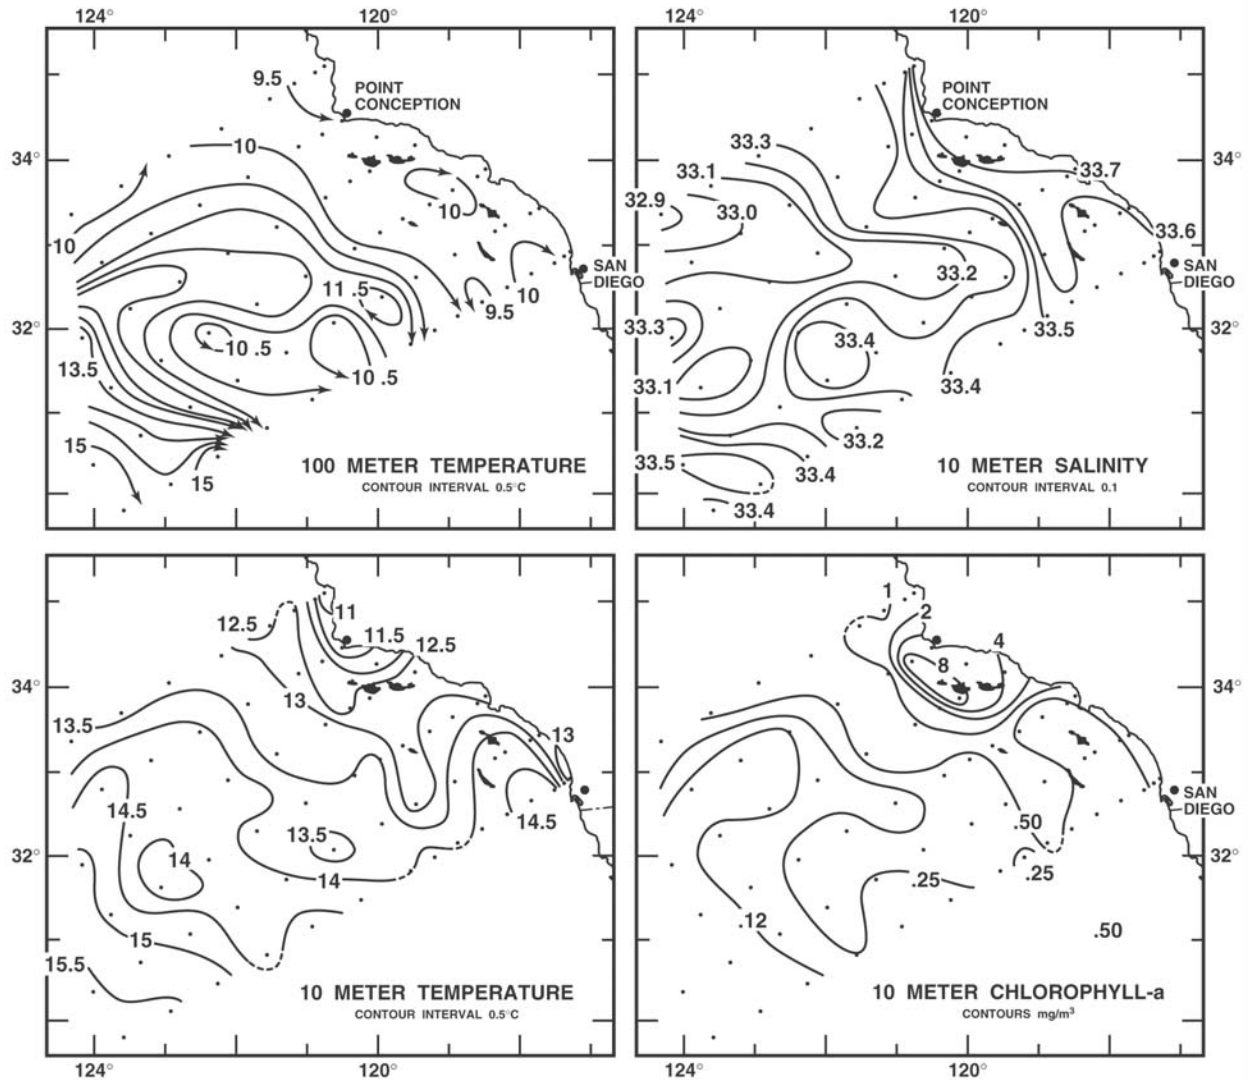 124° 120° 124° 120°
9.5
POINT
CONCEPTION
10
34°
10
10
SAN
DIEGO
11 .5
10
9.5
32°
10 .5
13.5
10 .5
15
15
100 METER TEMPERATURE
CONTOUR INTERVAL 0.5°C
POINT
CONCEPTION
33.3
34°
33.1
33.7
32.9
33.0
33.6
33.2
SAN
DIEGO
33.3
33.5
32°
33.4
33.1
33.4
33.2
33.5
33.4
33.4
10 METER SALINITY
CONTOUR INTERVAL 0.1
11
12.5
11.5
12.5
34°
13
13.5
13
14.5
14.5
13.5
32°
14
14
15
15.5
10 METER TEMPERATURE
CONTOUR INTERVAL 0.5°C
1
2
4
8
34°
SAN
DIEGO
.50
32°
.25
.25
.12
.50
10 METER CHLOROPHYLL-a
CONTOURS mg/m³
124° 120° 124° 120°